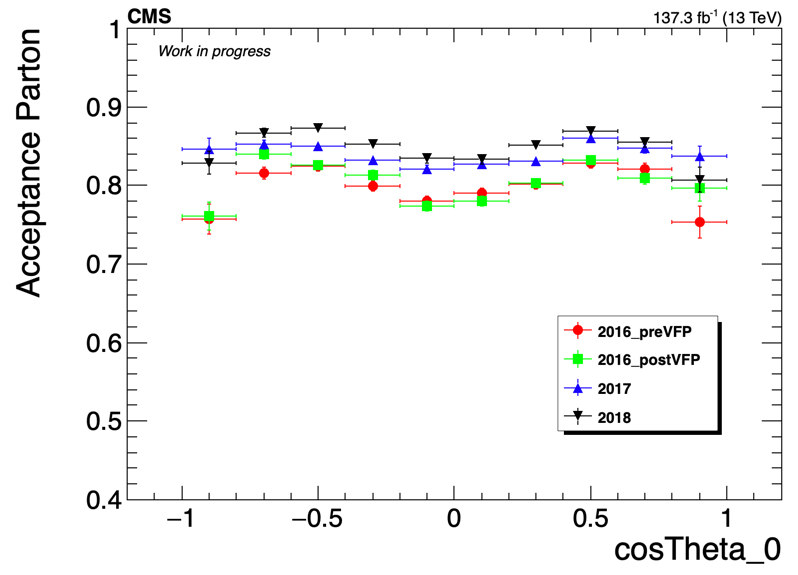 CMS
137.3 fb⁻¹ (13 TeV)
Work in progress
Acceptance Parton
1
0.9
0.8
0.7
0.6
0.5
0.4
2016_preVFP
2016_postVFP
2017
2018
−1 −0.5 0 0.5 1
cosTheta_0